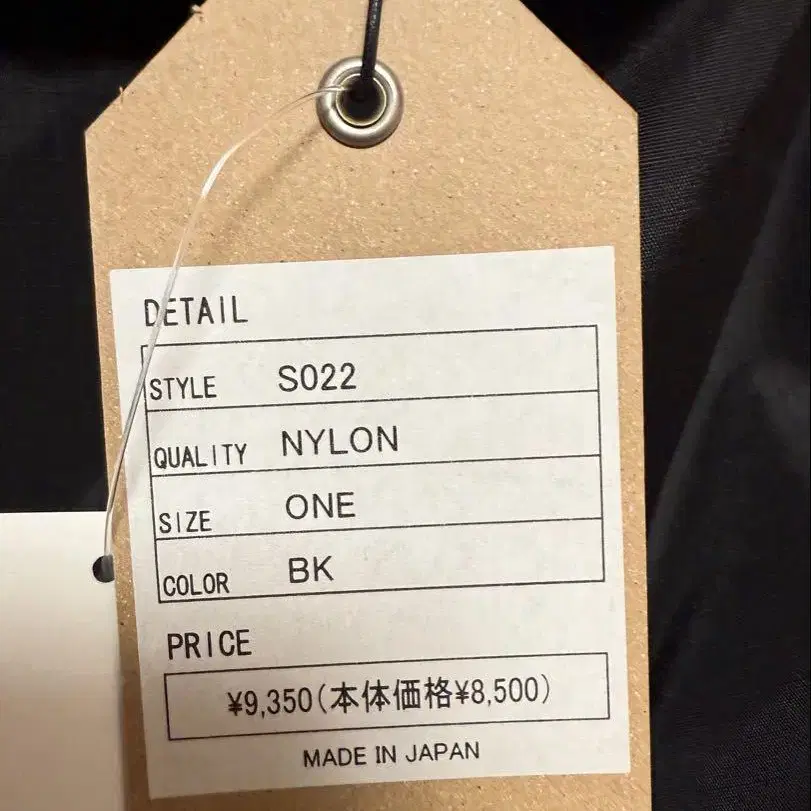 DETAIL
STYLE S022
QUALITY NYLON
SIZE ONE
COLOR BK
PRICE
¥9,350(本体価格¥8,500)
MADE IN JAPAN